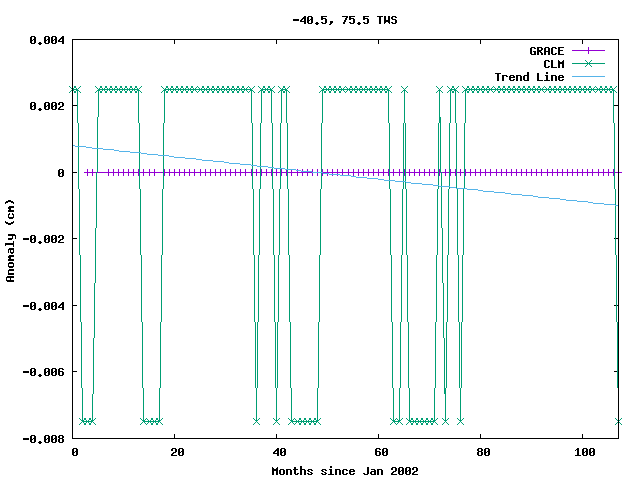 -40.5, 75.5 TWS
GRACE
CLM
Trend Line
0.004
0.002
0
-0.002
-0.004
-0.006
-0.008
Anomaly (cm)
0 20 40 60 80 100
Months since Jan 2002